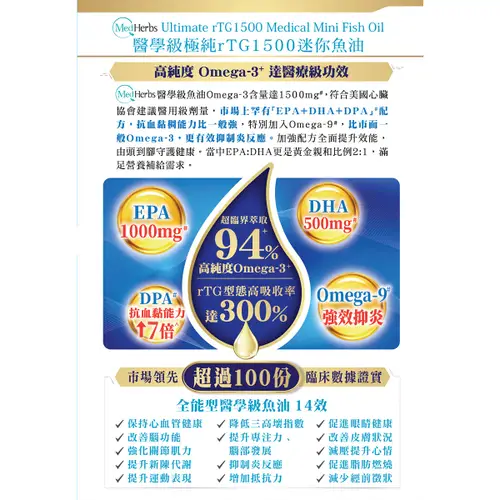 MedHerbs Ultimate rTG1500 Medical Mini Fish Oil
醫學級極純rTG1500迷你魚油
高純度 Omega-3⁺ 達醫療級功效
MedHerbs 醫學級魚油Omega-3含量達1500mg#,符合美國心臟
協會建議醫用級劑量,市場上罕有「EPA+DHA+DPA」#配
方,抗血黏稠能力比一般強,特別加入Omega-9#,比市面一
般Omega-3,更有效抑制炎反應。加強配方全面提升效能,
由頭到腳守護健康。當中EPA:DHA更是黃金親和比例2:1,滿
足營養補給需求。
EPA
1000mg#
DHA
500mg#
超臨界萃取
94%⁺
高純度Omega-3⁺
rTG型態高吸收率
達300%
DPA#
抗血黏能力
↑7倍^
Omega-9#
強效抑炎
市場領先 超過100份 臨床數據證實
全能型醫學級魚油 14效
✓ 保持心血管健康 ✓ 降低三高壞指數 ✓ 促進眼睛健康
✓ 改善腦功能 ✓ 提升專注力、 ✓ 改善皮膚狀況
✓ 強化關節肌力 腦部發展 ✓ 減壓提升心情
✓ 提升新陳代謝 ✓ 抑制炎反應 ✓ 促進脂肪燃燒
✓ 提升運動表現 ✓ 增加抵抗力 ✓ 減少經前徵狀